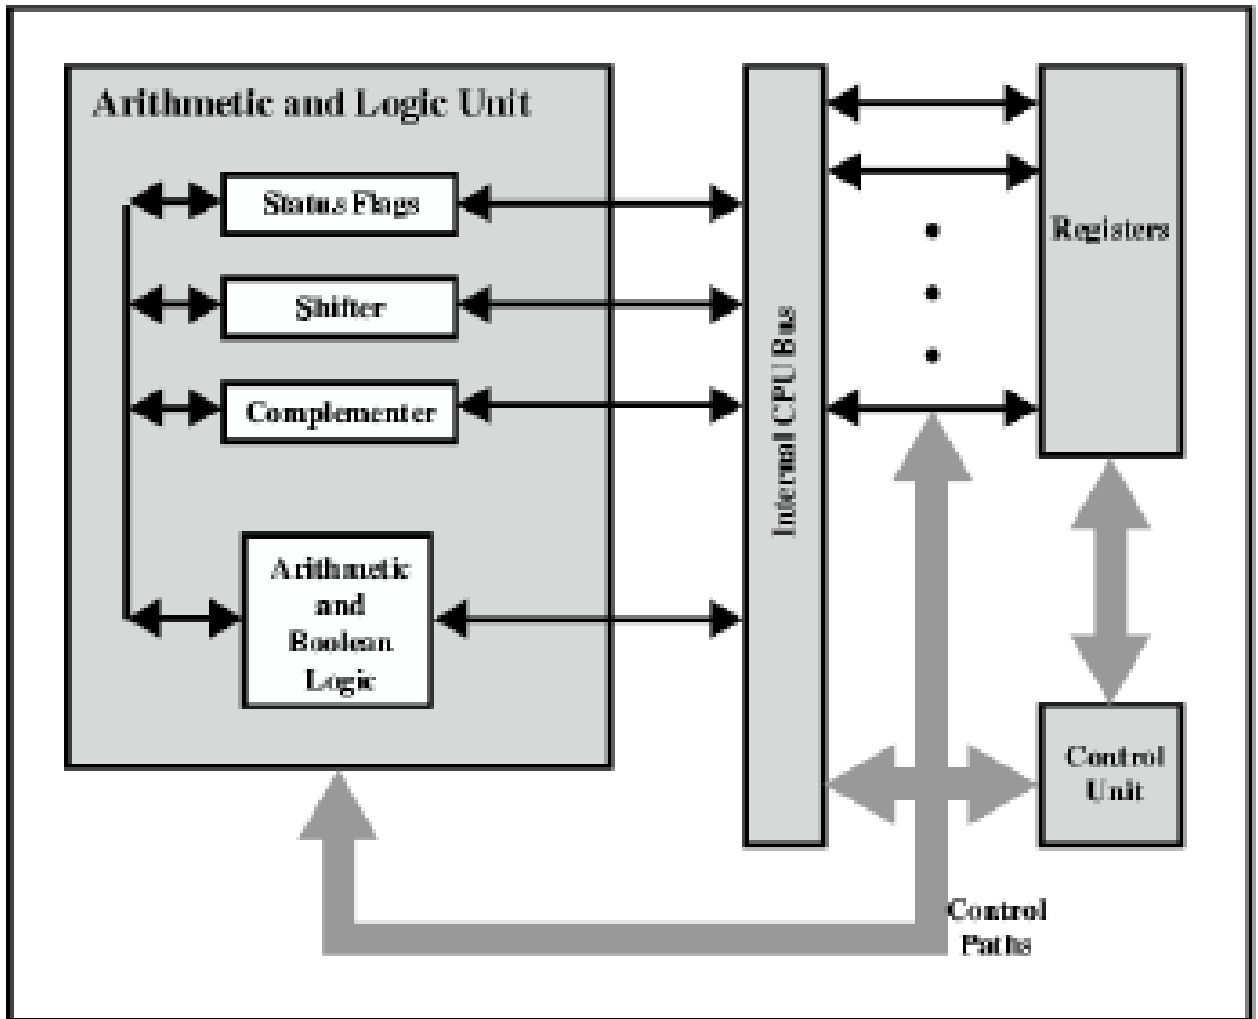 Arithmetic and Logic Unit
Status Flags
Shifter
Complementer
Arithmetic
and
Boolean
Logic
Internal CPU Bus
Registers
Control
Unit
Control
Paths